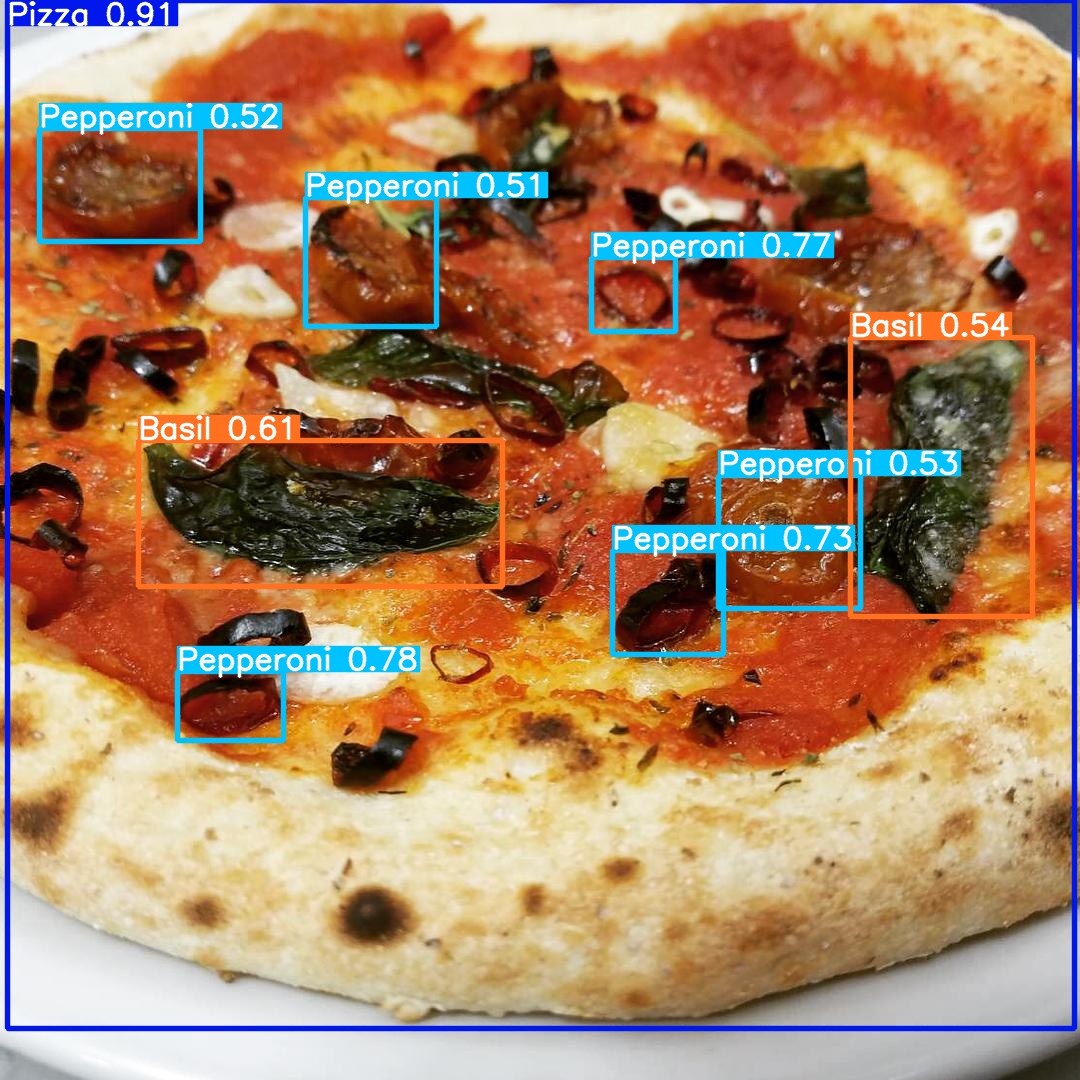 Pizza 0.91
Pepperoni 0.52
Pepperoni 0.51
Pepperoni 0.77
Basil 0.54
Basil 0.61
Pepperoni 0.53
Pepperoni 0.73
Pepperoni 0.78